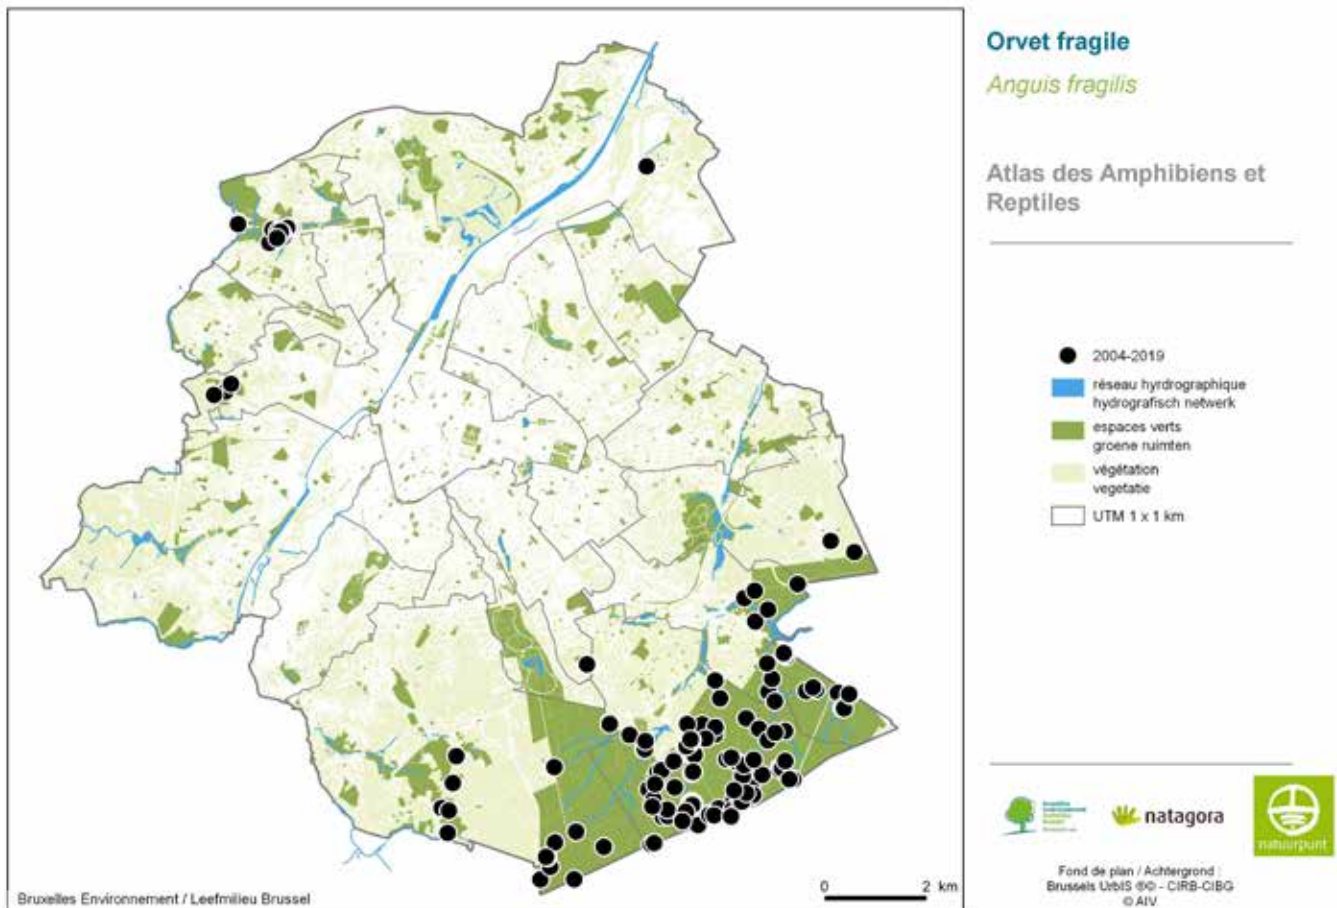 Orvet fragile
Anguis fragilis
Atlas des Amphibiens et
Reptiles
2004-2019
réseau hyrdrographique
hydrografisch netwerk
espaces verts
groene ruimten
végétation
vegetatie
UTM 1 x 1 km
natagora
natuurpunt
Fond de plan / Achtergrond :
Brussels UrbIS ®© - CIRB-CIBG
© AIV
0 2 km
Bruxelles Environnement / Leefmilieu Brussel